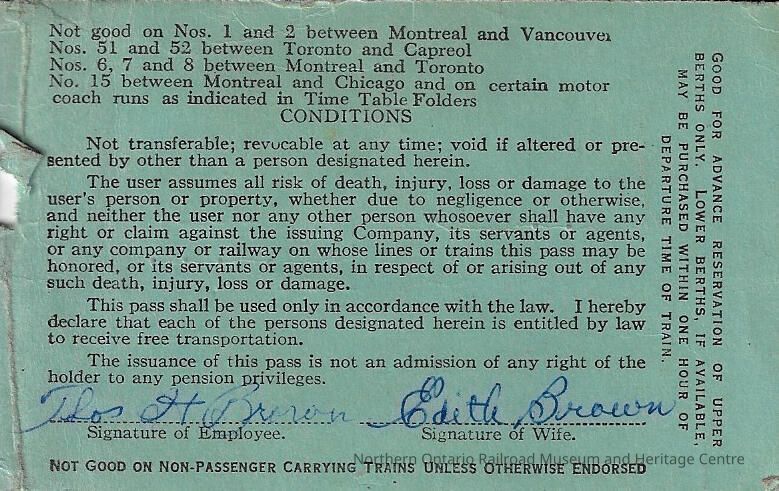 Not good on Nos. 1 and 2 between Montreal and Vancouver
Nos. 51 and 52 between Toronto and Capreol
Nos. 6, 7 and 8 between Montreal and Toronto
No. 15 between Montreal and Chicago and on certain motor
coach runs as indicated in Time Table Folders
CONDITIONS
Not transferable; revocable at any time; void if altered or pre-
sented by other than a person designated herein.
The user assumes all risk of death, injury, loss or damage to the
user's person or property, whether due to negligence or otherwise,
and neither the user nor any other person whosoever shall have any
right or claim against the issuing Company, its servants or agents,
or any company or railway on whose lines or trains this pass may be
honored, or its servants or agents, in respect of or arising out of any
such death, injury, loss or damage.
This pass shall be used only in accordance with the law. I hereby
declare that each of the persons designated herein is entitled by law
to receive free transportation.
The issuance of this pass is not an admission of any right of the
holder to any pension privileges.
Thos H Brown Edith Brown
Signature of Employee. Signature of Wife.
NOT GOOD ON NON-PASSENGER CARRYING TRAINS UNLESS OTHERWISE ENDORSED
GOOD FOR ADVANCE RESERVATION OF UPPER
BERTHS ONLY. LOWER BERTHS, IF AVAILABLE,
MAY BE PURCHASED WITHIN ONE HOUR OF
DEPARTURE TIME OF TRAIN.
Northern Ontario Railroad Museum and Heritage Centre